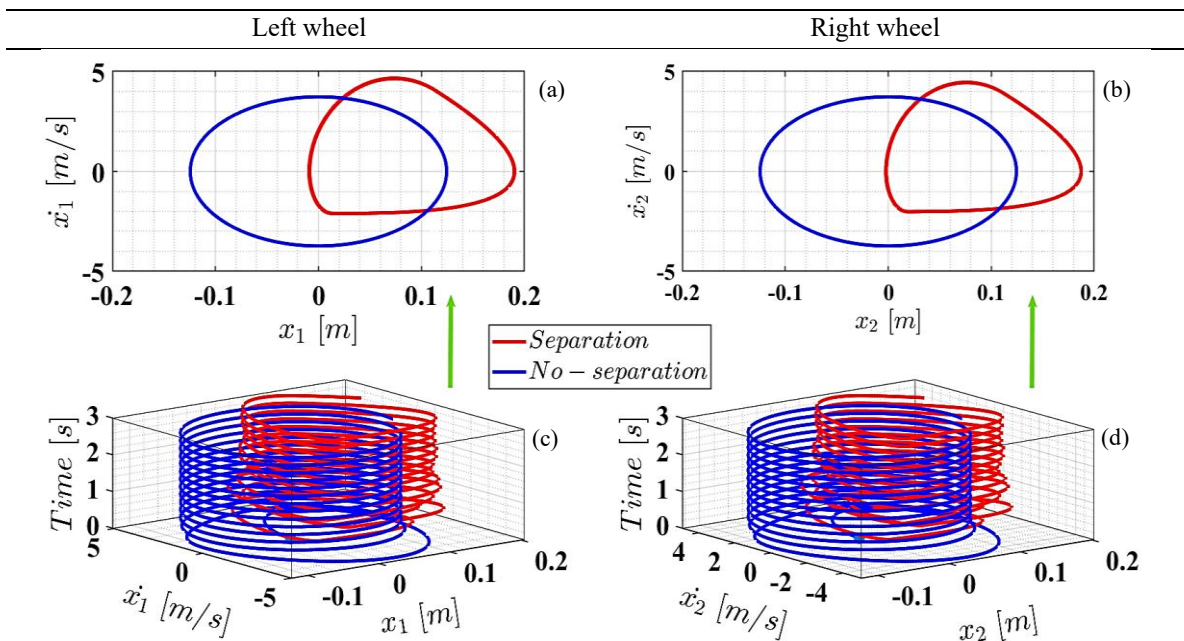 Left wheel Right wheel
5 (a) 5 (b)
0 0
-5 -5
-0.2 -0.1 0 0.1 0.2 -0.2 -0.1 0 0.1 0.2
ẋ₁ [m/s] ẋ₂ [m/s]
x₁ [m] x₂ [m]
Separation
No − separation
3 (c) 3 (d)
2 2
1 1
0 0
Time [s] Time [s]
5 0 -5 -0.1 0 0.1 0.2 4 2 0 -2 -4 -0.1 0 0.1 0.2
ẋ₁ [m/s] x₁ [m] ẋ₂ [m/s] x₂ [m]